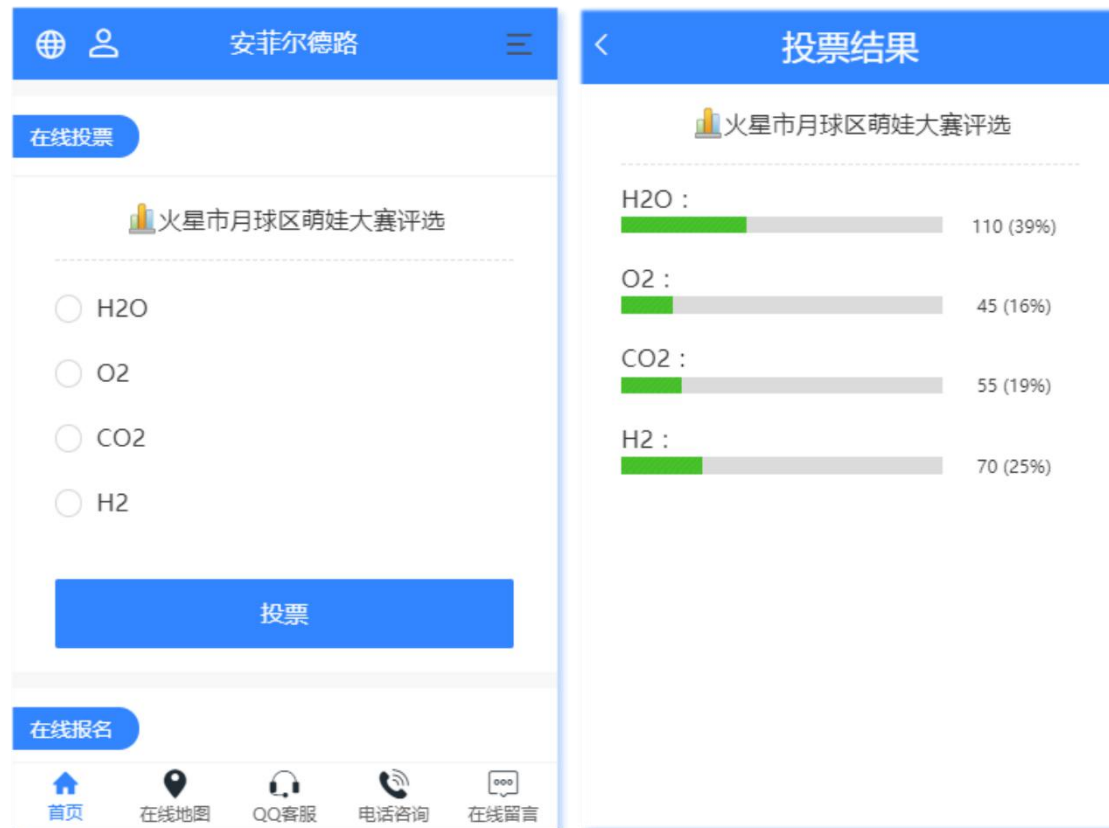 安菲尔德路
在线投票
火星市月球区萌娃大赛评选
H2O
O2
CO2
H2
投票
在线报名
首页
在线地图
QQ客服
电话咨询
在线留言
投票结果
火星市月球区萌娃大赛评选
H2O：
110 (39%)
O2：
45 (16%)
CO2：
55 (19%)
H2：
70 (25%)